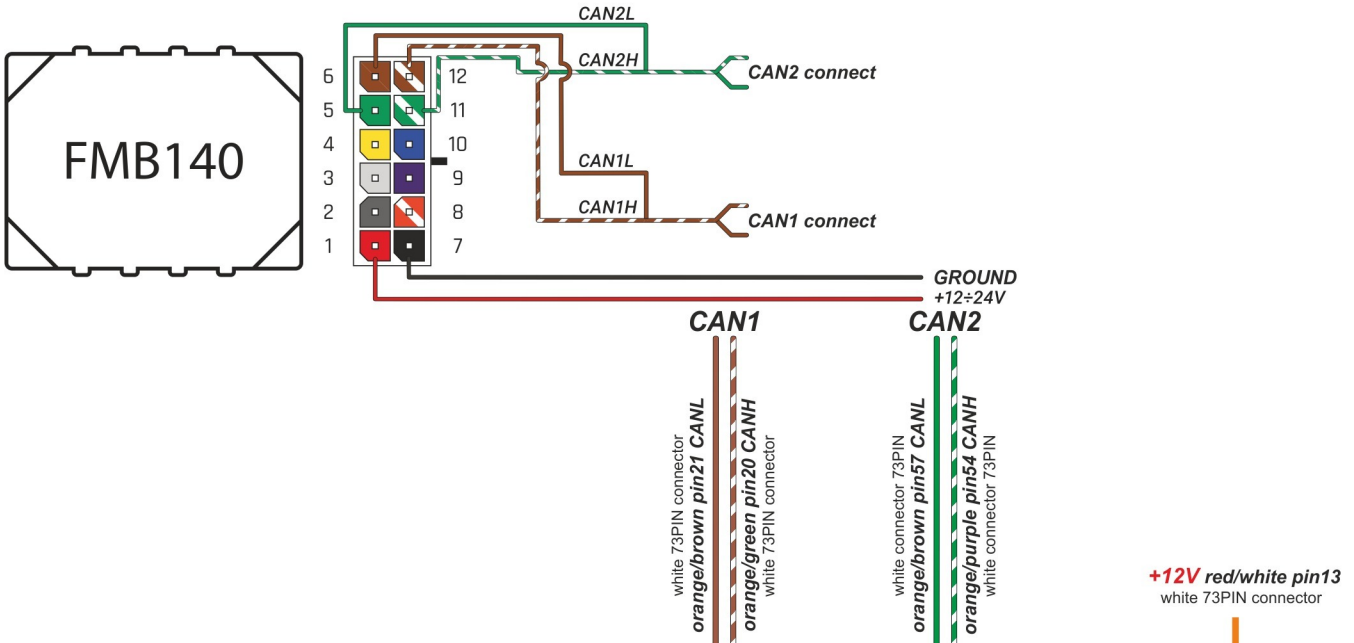 CAN2L
CAN2H
CAN2 connect
FMB140
6
12
5
11
4
10
3
9
2
8
1
7
CAN1L
CAN1H
CAN1 connect
GROUND
+12÷24V
CAN1
CAN2
white 73PIN connector
orange/brown pin21 CANL
orange/green pin20 CANH
white 73PIN connector
white connector 73PIN
orange/brown pin57 CANL
orange/purple pin54 CANH
white connector 73PIN
+12V red/white pin13
white 73PIN connector